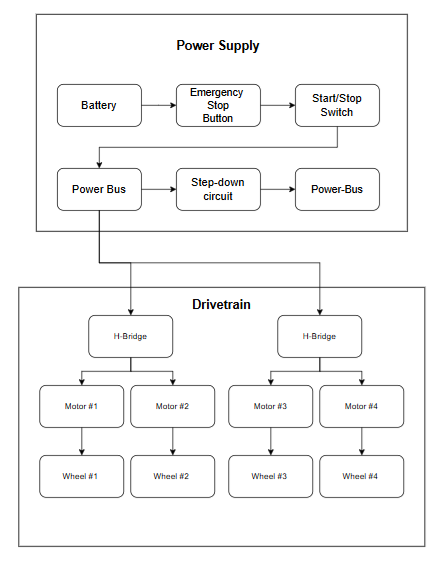 Power Supply
Battery
Emergency
Stop
Button
Start/Stop
Switch
Power Bus
Step-down
circuit
Power-Bus
Drivetrain
H-Bridge
H-Bridge
Motor #1
Motor #2
Motor #3
Motor #4
Wheel #1
Wheel #2
Wheel #3
Wheel #4